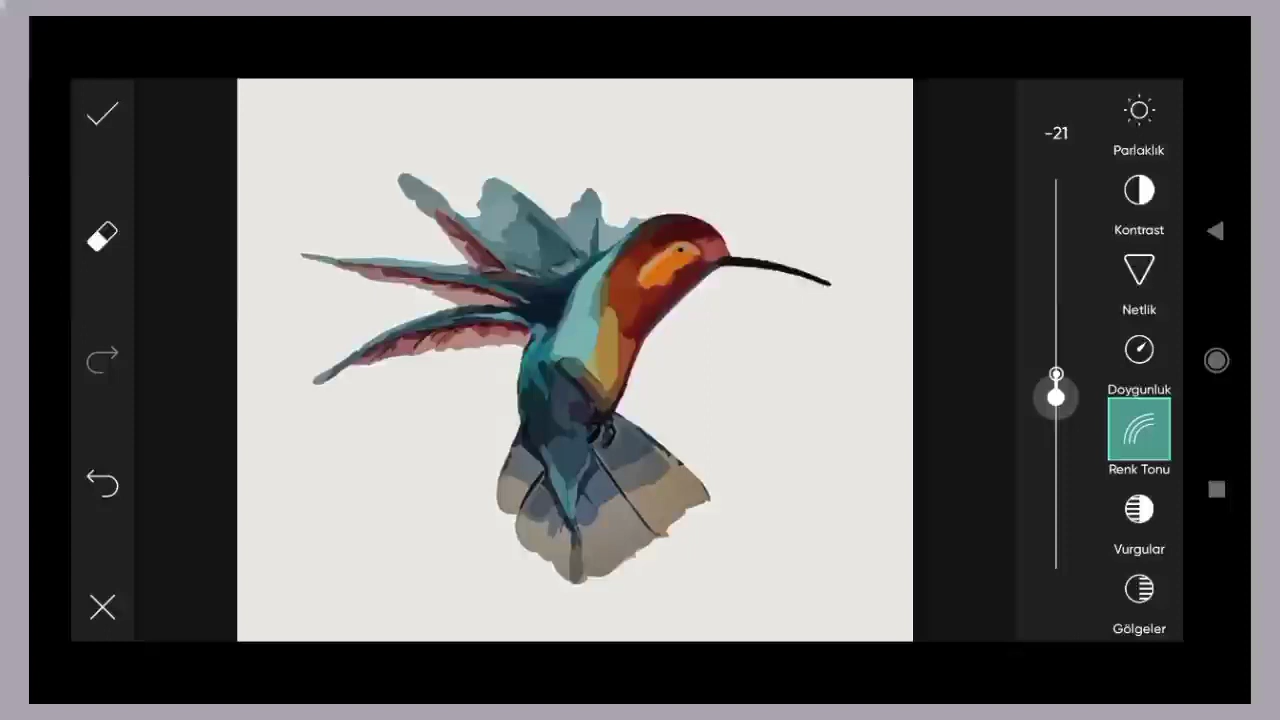 -21
Parlaklık
Kontrast
Netlik
Doygunluk
Renk Tonu
Vurgular
Gölgeler